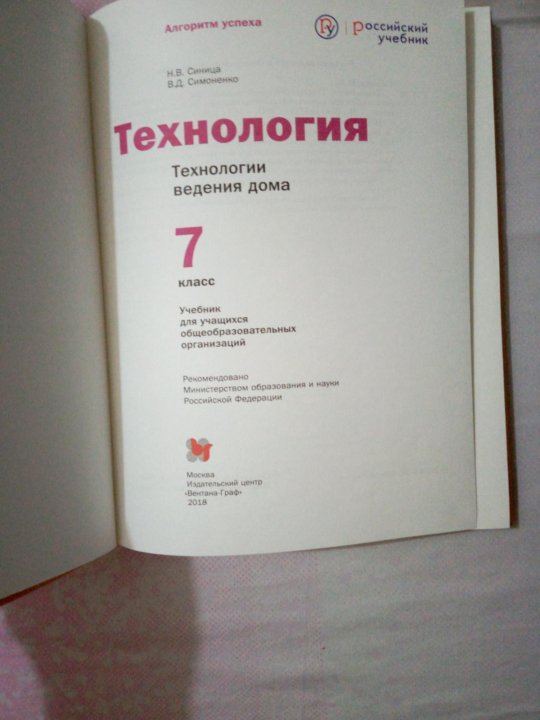 Алгоритм успеха
РУ
Российский
учебник
Н.В. Синица
В.Д. Симоненко
Технология
Технологии
ведения дома
7
класс
Учебник
для учащихся
общеобразовательных
организаций
Рекомендовано
Министерством образования и науки
Российской Федерации
Москва
Издательский центр
«Вентана-Граф»
2018